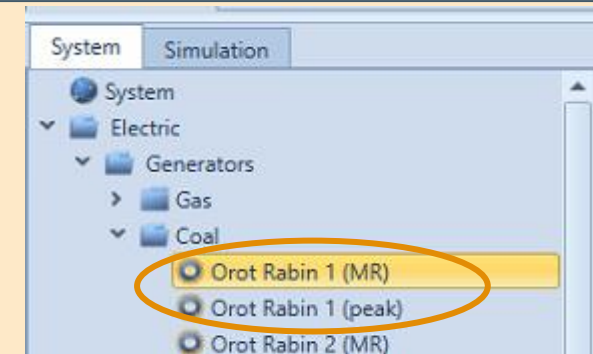 System Simulation
System
Electric
Generators
Gas
Coal
Orot Rabin 1 (MR)
Orot Rabin 1 (peak)
Orot Rabin 2 (MR)